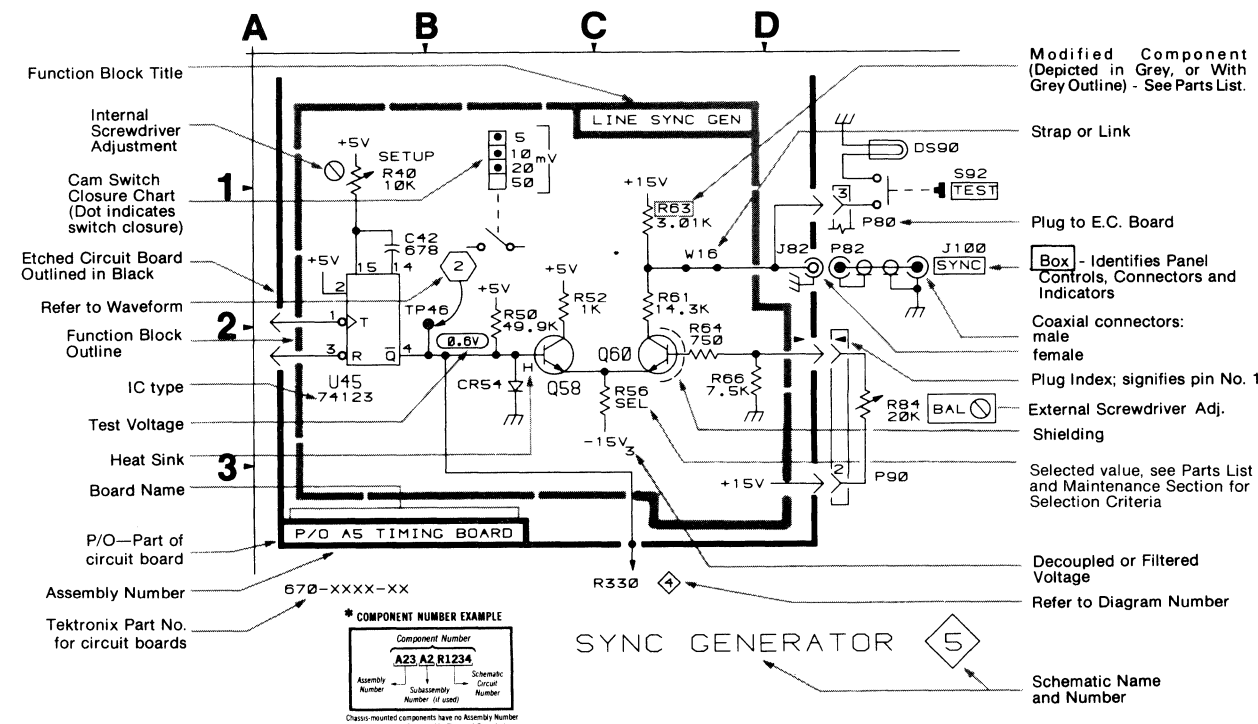 A B C D
Function Block Title
Internal
Screwdriver
Adjustment
Cam Switch
Closure Chart
(Dot indicates
switch closure)
Etched Circuit Board
Outlined in Black
Refer to Waveform
Function Block
Outline
IC type
Test Voltage
Heat Sink
Board Name
P/O—Part of
circuit board
Assembly Number
Tektronix Part No.
for circuit boards
1
2
3
LINE SYNC GEN
+5V
SETUP
R40
10K
5
10
20
50
mV
C42
678
+5V
15
14
2
1
T
3
R
Q
4
U45
74123
2
TP46
0.6V
+5V
R50
49.9K
CR54
H
+5V
R52
1K
Q58
+15V
R63
3.01K
W16
R61
14.3K
Q60
R64
750
R66
7.5K
R56
SEL
-15V
3
+15V
J82
P82
J100
SYNC
3
P80
DS90
S92
TEST
R84
20K
BAL
2
P90
P/O A5 TIMING BOARD
670-XXXX-XX
R330
4
* COMPONENT NUMBER EXAMPLE
Component Number
A23 A2 R1234
Assembly
Number
Subassembly
Number (if used)
Schematic
Circuit
Number
Chassis-mounted components have no Assembly Number
SYNC GENERATOR
5
Modified Component
(Depicted in Grey, or With
Grey Outline) - See Parts List.
Strap or Link
Plug to E.C. Board
Box - Identifies Panel
Controls, Connectors and
Indicators
Coaxial connectors:
male
female
Plug Index; signifies pin No. 1
External Screwdriver Adj.
Shielding
Selected value, see Parts List
and Maintenance Section for
Selection Criteria
Decoupled or Filtered
Voltage
Refer to Diagram Number
Schematic Name
and Number